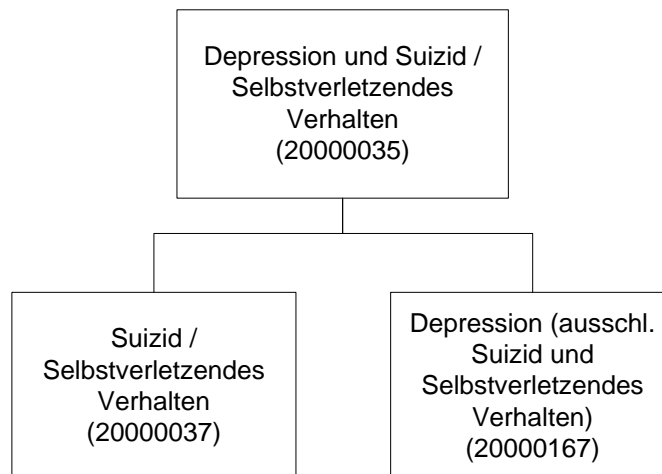 Depression und Suizid /
Selbstverletzendes
Verhalten
(20000035)
Suizid /
Selbstverletzendes
Verhalten
(20000037)
Depression (ausschl.
Suizid und
Selbstverletzendes
Verhalten)
(20000167)